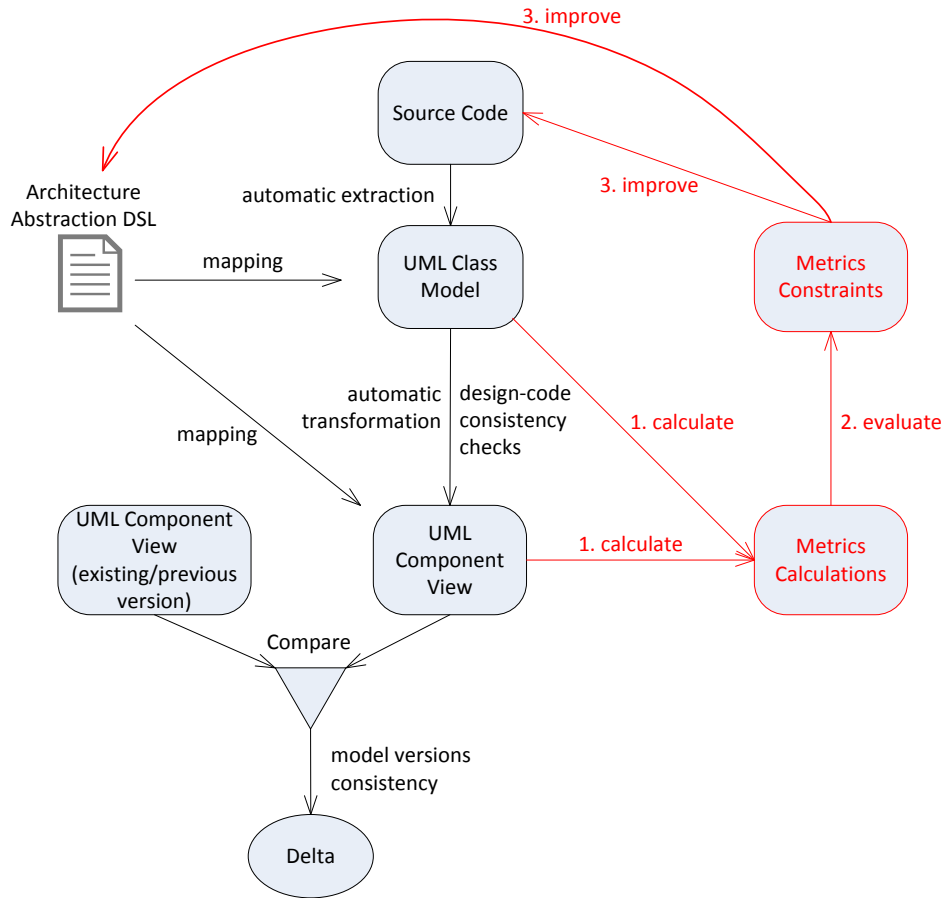 3. improve
Source Code
3. improve
Architecture
Abstraction DSL
automatic extraction
mapping
UML Class
Model
Metrics
Constraints
automatic
transformation
design-code
consistency
checks
mapping
1. calculate
2. evaluate
UML Component
View
(existing/previous
version)
UML
Component
View
1. calculate
Metrics
Calculations
Compare
model versions
consistency
Delta